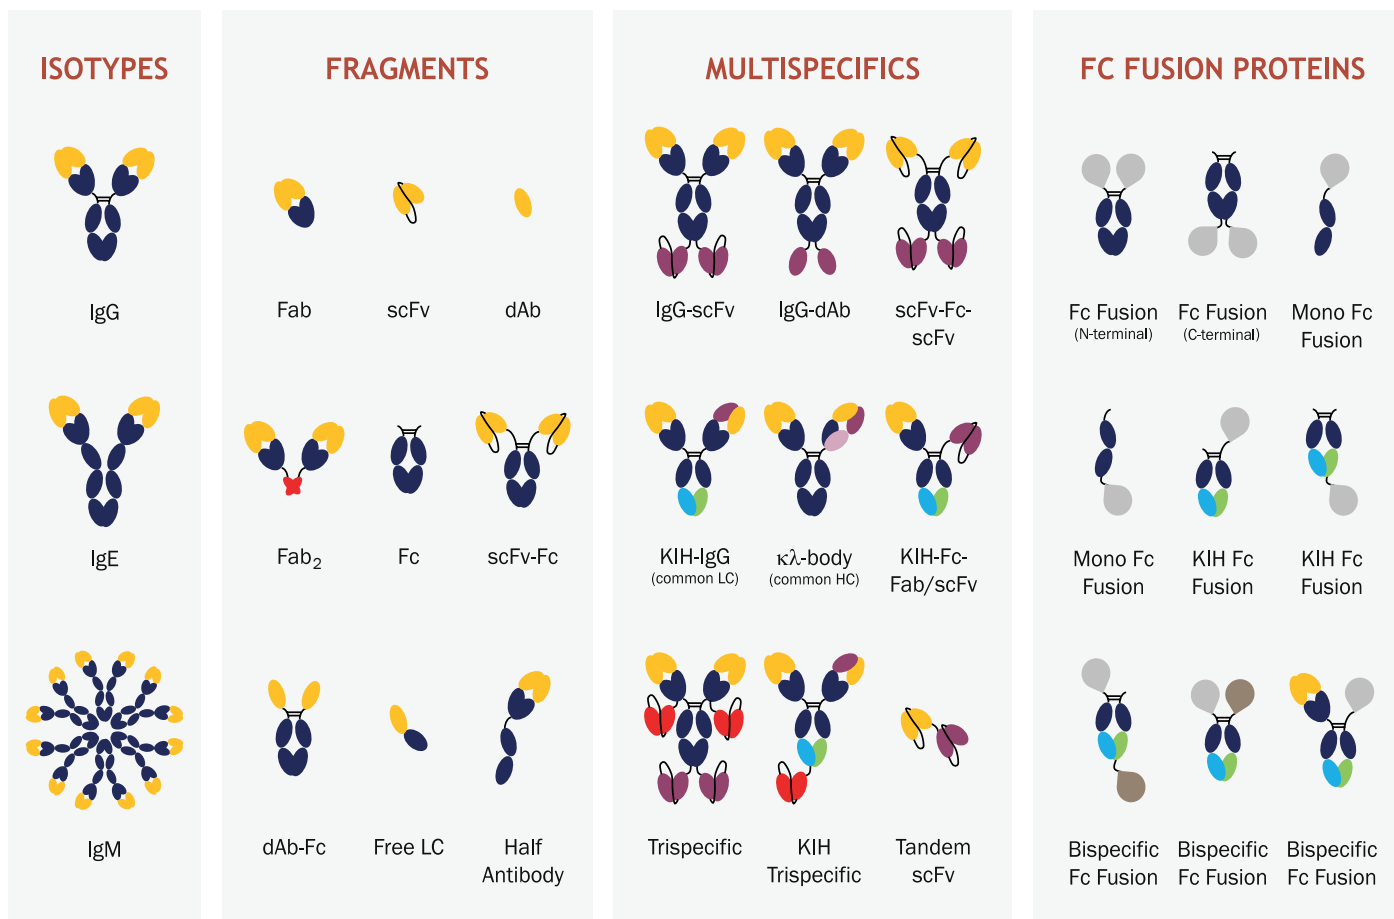 ISOTYPES
IgG
IgE
IgM
FRAGMENTS
Fab
scFv
dAb
Fab₂
Fc
scFv-Fc
dAb-Fc
Free LC
Half
Antibody
MULTISPECIFICS
IgG-scFv
IgG-dAb
scFv-Fc-
scFv
KIH-IgG
(common LC)
κλ-body
(common HC)
KIH-Fc-
Fab/scFv
Trispecific
KIH
Trispecific
Tandem
scFv
FC FUSION PROTEINS
Fc Fusion
(N-terminal)
Fc Fusion
(C-terminal)
Mono Fc
Fusion
Mono Fc
Fusion
KIH Fc
Fusion
KIH Fc
Fusion
Bispecific
Fc Fusion
Bispecific
Fc Fusion
Bispecific
Fc Fusion